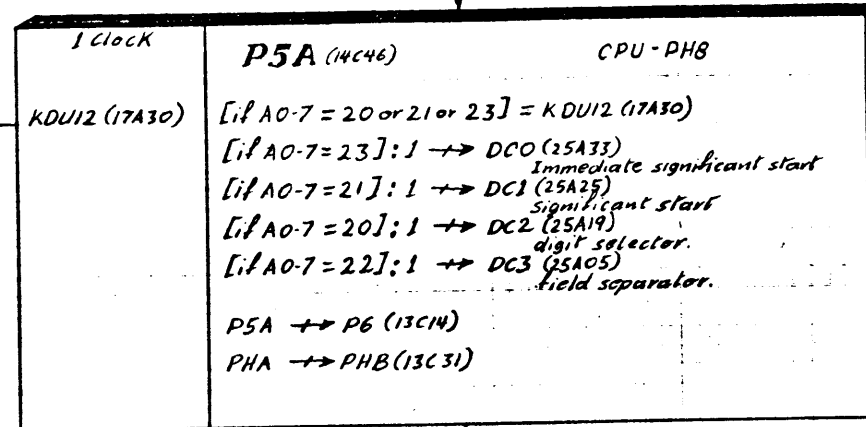 1 Clock
P5A (14C46) CPU-PHB
KDU12 (17A30)
[if A0-7 = 20 or 21 or 23] = KDU12 (17A30)
[if A0-7 = 23] : 1 ↛ DC0 (25A33)
Immediate significant start
[if A0-7 = 21] : 1 ↛ DC1 (25A25)
Significant start
[if A0-7 = 20] : 1 ↛ DC2 (25A19)
digit selector.
[if A0-7 = 22] : 1 ↛ DC3 (25A05)
field separator.
P5A ↛ P6 (13C14)
PHA ↛ PHB (13C31)